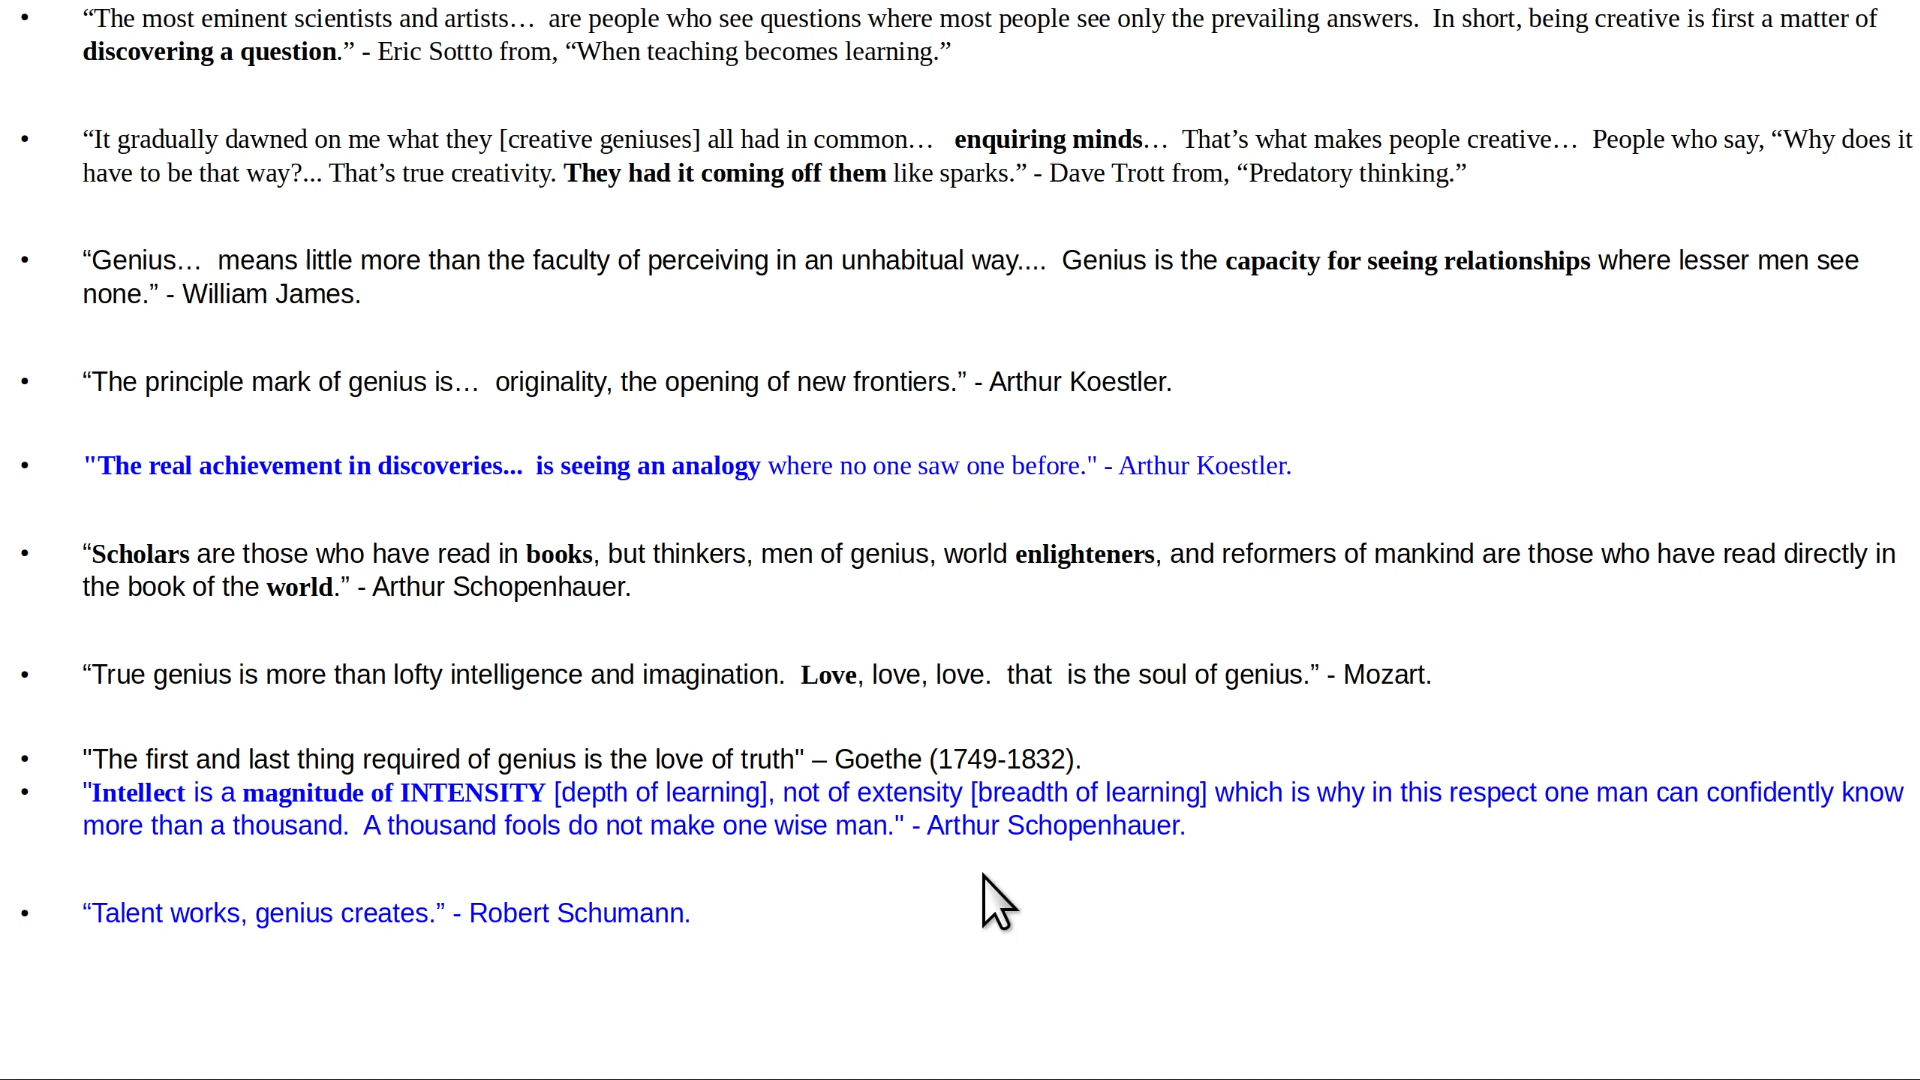 • “The most eminent scientists and artists…  are people who see questions where most people see only the prevailing answers.  In short, being creative is first a matter of
discovering a question.” - Eric Sottto from, “When teaching becomes learning.”
• “It gradually dawned on me what they [creative geniuses] all had in common…   enquiring minds…  That’s what makes people creative…  People who say, “Why does it
have to be that way?... That’s true creativity. They had it coming off them like sparks.” - Dave Trott from, “Predatory thinking.”
• “Genius…  means little more than the faculty of perceiving in an unhabitual way....  Genius is the capacity for seeing relationships where lesser men see
none.” - William James.
• “The principle mark of genius is…  originality, the opening of new frontiers.” - Arthur Koestler.
• "The real achievement in discoveries...  is seeing an analogy where no one saw one before." - Arthur Koestler.
• “Scholars are those who have read in books, but thinkers, men of genius, world enlighteners, and reformers of mankind are those who have read directly in
the book of the world.” - Arthur Schopenhauer.
• “True genius is more than lofty intelligence and imagination.  Love, love, love.  that  is the soul of genius.” - Mozart.
• "The first and last thing required of genius is the love of truth" – Goethe (1749-1832).
• "Intellect is a magnitude of INTENSITY [depth of learning], not of extensity [breadth of learning] which is why in this respect one man can confidently know
more than a thousand.  A thousand fools do not make one wise man." - Arthur Schopenhauer.
• “Talent works, genius creates.” - Robert Schumann.